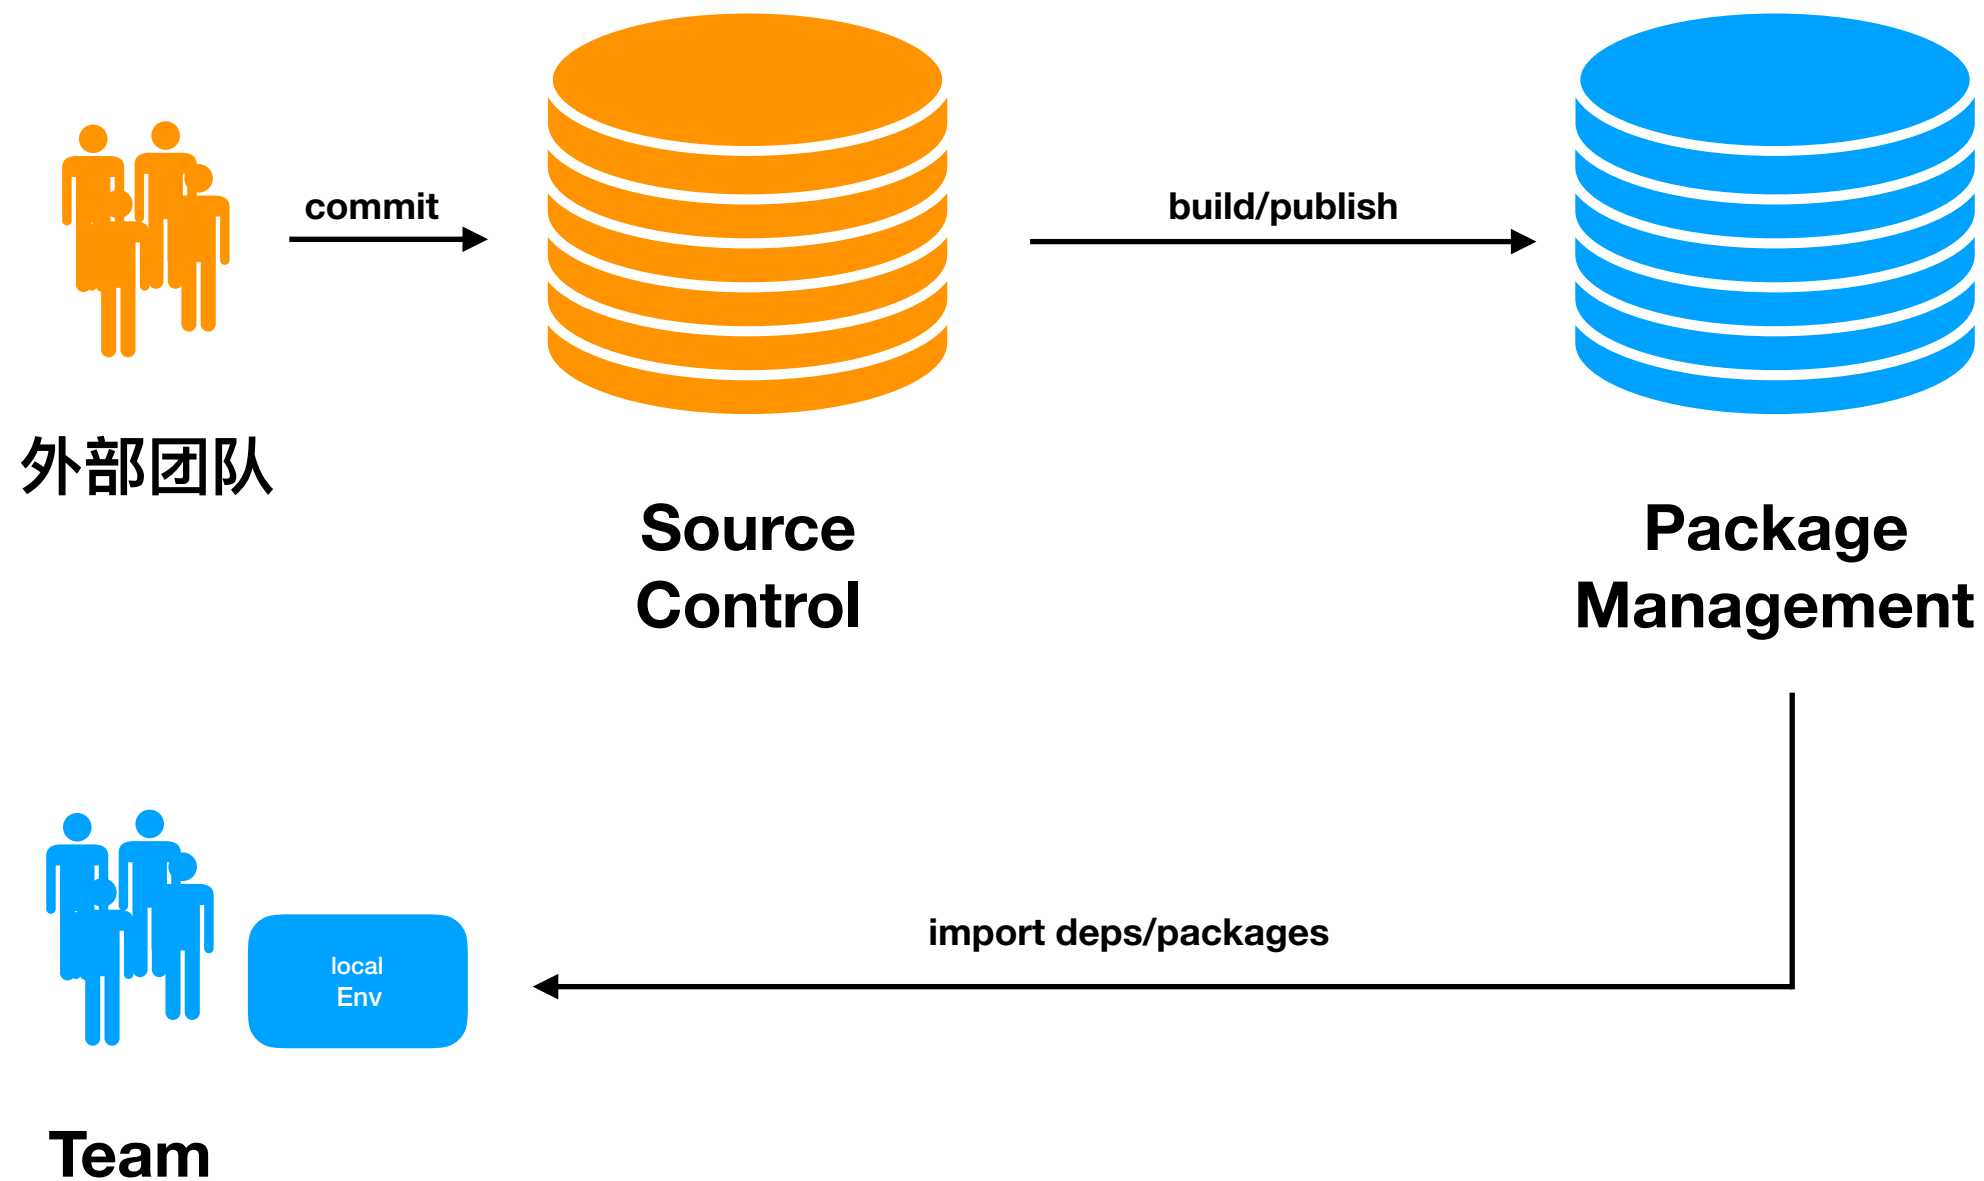 commit
build/publish
外部团队
Source
Control
Package
Management
import deps/packages
local
Env
Team